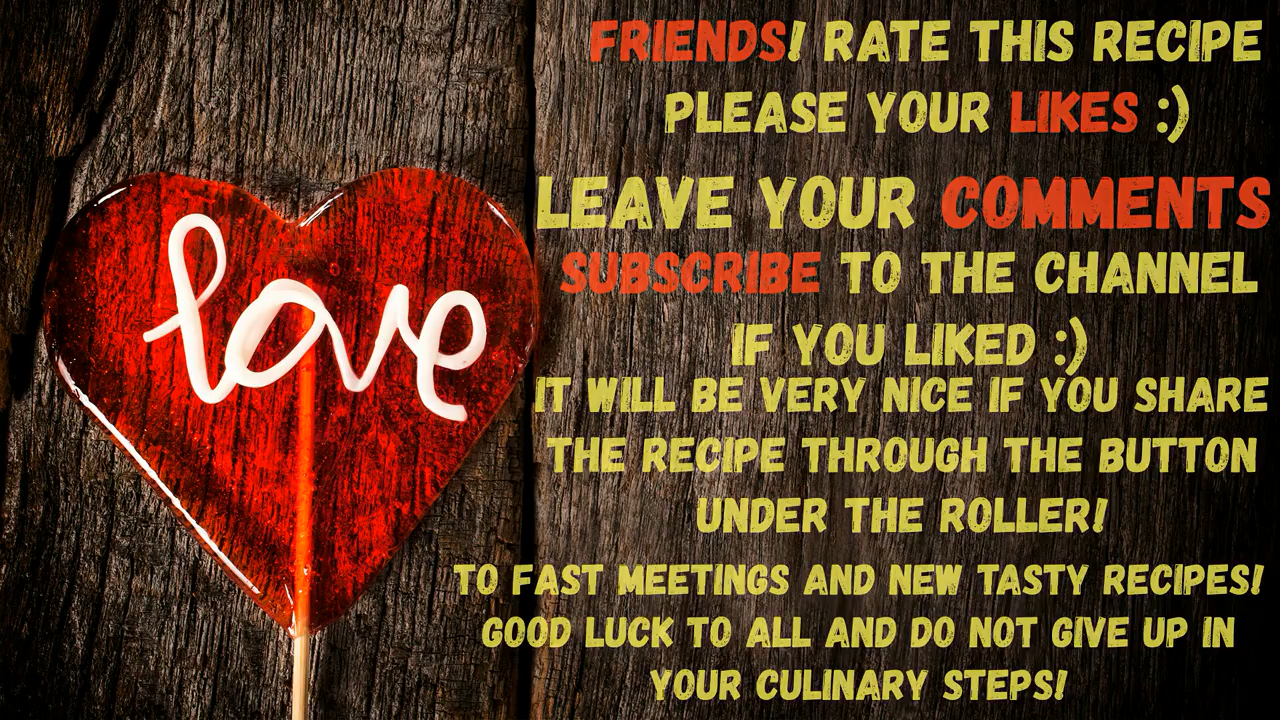 love
FRIENDS! RATE THIS RECIPE
PLEASE YOUR LIKES :)
LEAVE YOUR COMMENTS
SUBSCRIBE TO THE CHANNEL
IF YOU LIKED :)
IT WILL BE VERY NICE IF YOU SHARE
THE RECIPE THROUGH THE BUTTON
UNDER THE ROLLER!
TO FAST MEETINGS AND NEW TASTY RECIPES!
GOOD LUCK TO ALL AND DO NOT GIVE UP IN
YOUR CULINARY STEPS!